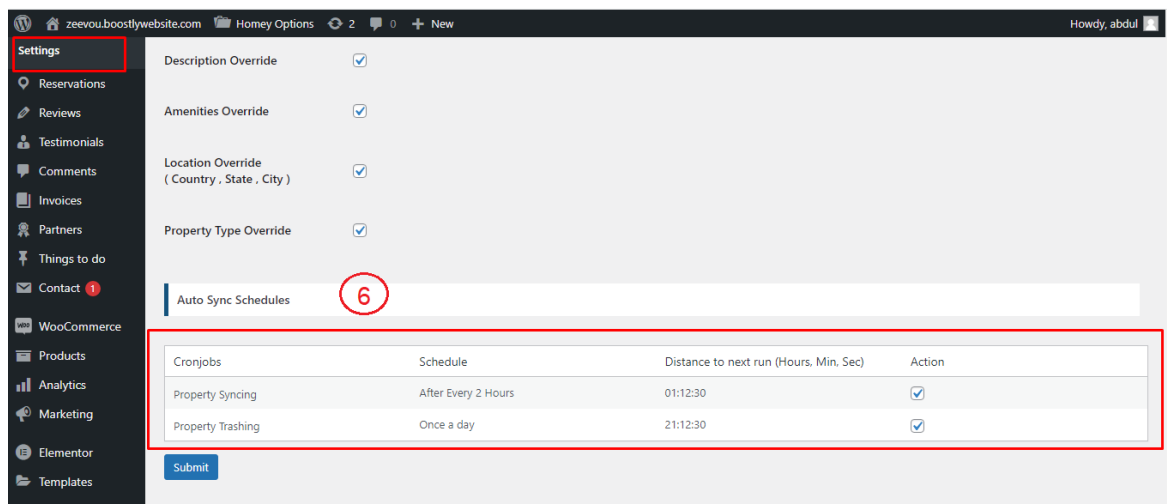 zeevou.boostlywebsite.com Homey Options 2 0 New Howdy, abdul
Settings
Reservations
Reviews
Testimonials
Comments
Invoices
Partners
Things to do
Contact 1
WooCommerce
Products
Analytics
Marketing
Elementor
Templates
Description Override
Amenities Override
Location Override
( Country , State , City )
Property Type Override
Auto Sync Schedules 6
Cronjobs Schedule Distance to next run (Hours, Min, Sec) Action
Property Syncing After Every 2 Hours 01:12:30
Property Trashing Once a day 21:12:30
Submit